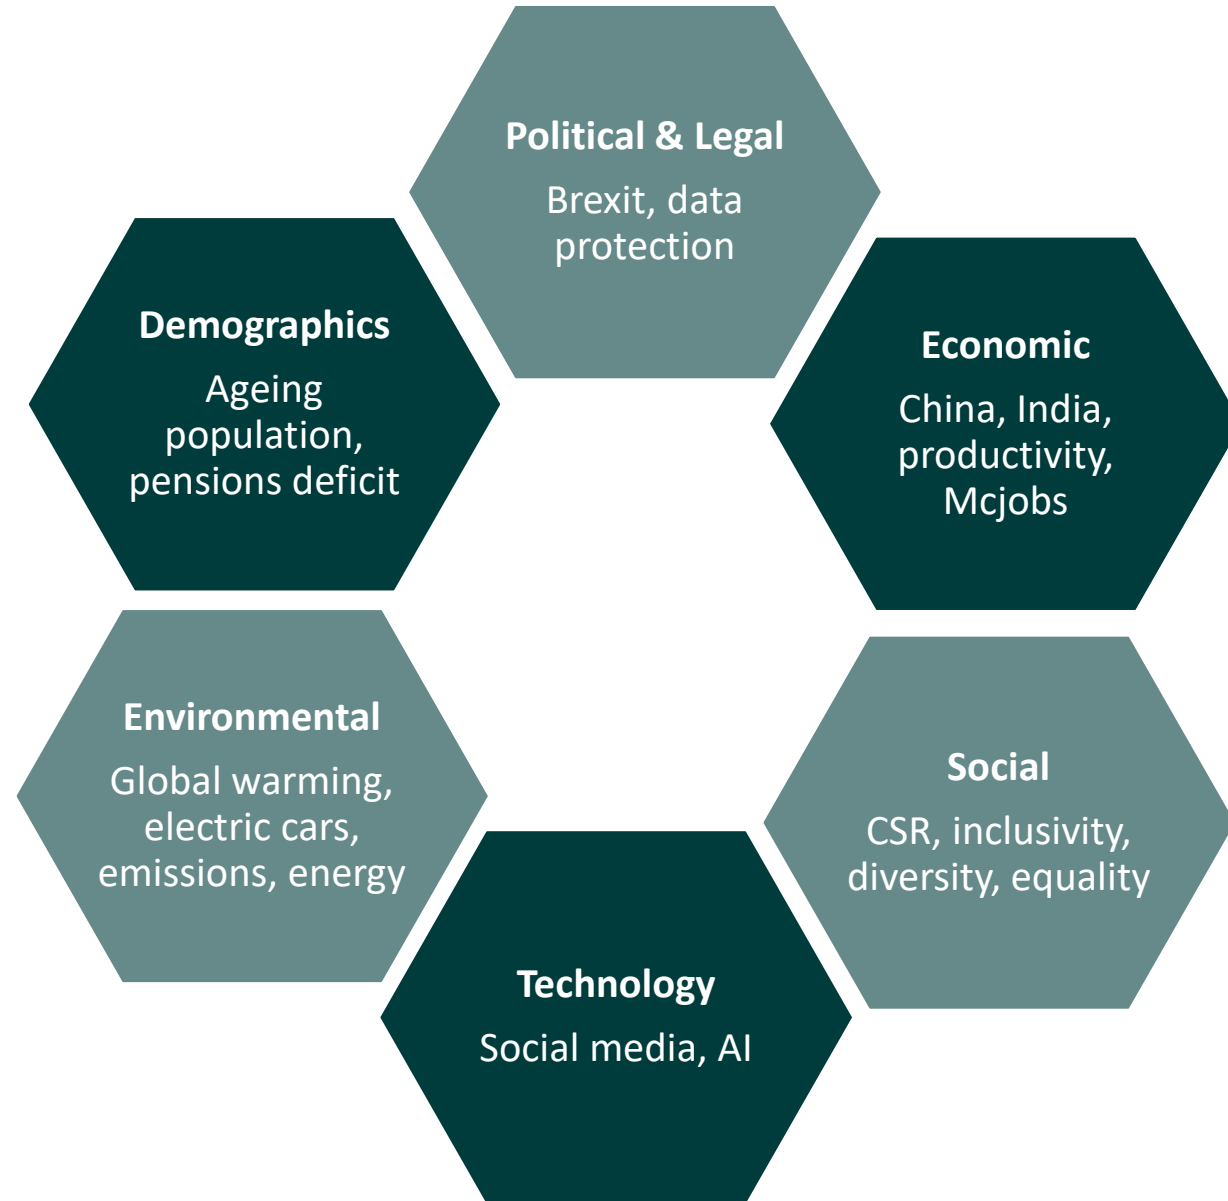 Political & Legal
Brexit, data
protection
Economic
China, India,
productivity,
Mcjobs
Social
CSR, inclusivity,
diversity, equality
Technology
Social media, AI
Environmental
Global warming,
electric cars,
emissions, energy
Demographics
Ageing
population,
pensions deficit